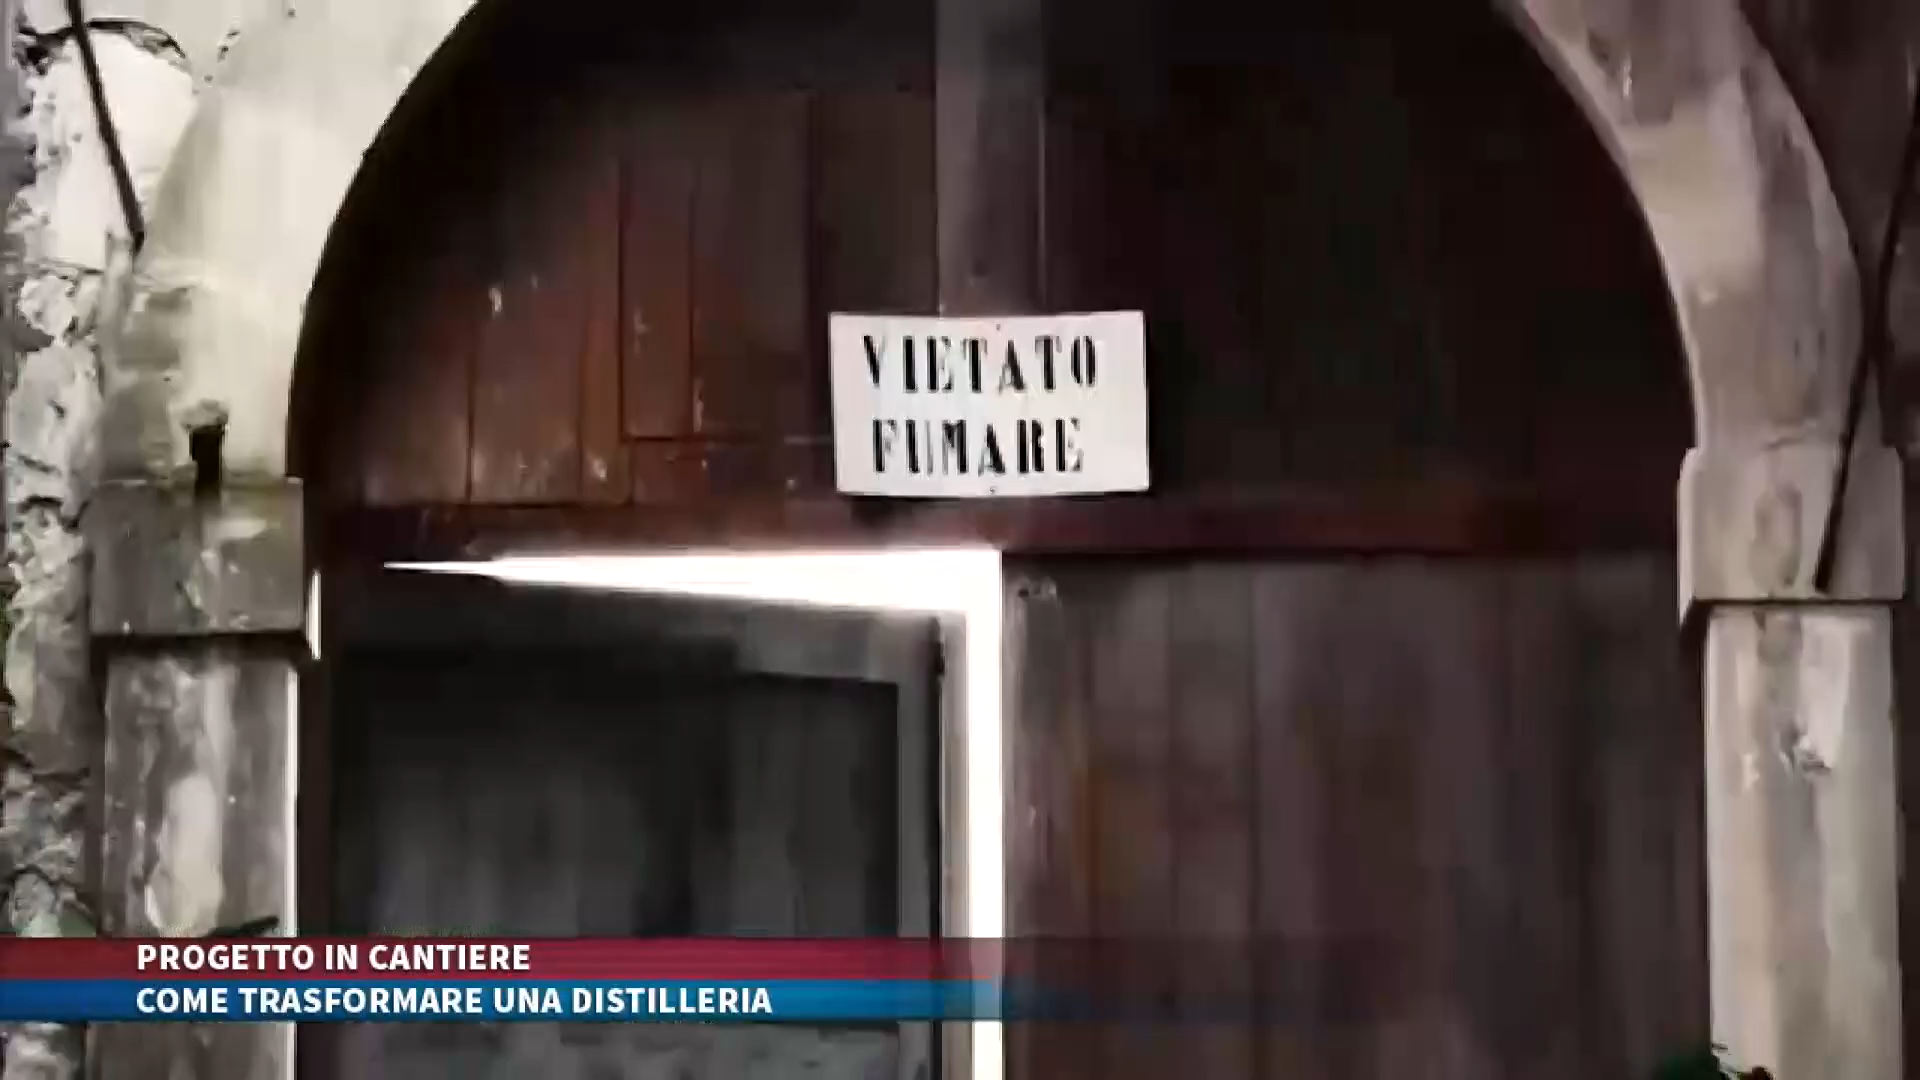 VIETATO
FUMARE
PROGETTO IN CANTIERE
COME TRASFORMARE UNA DISTILLERIA